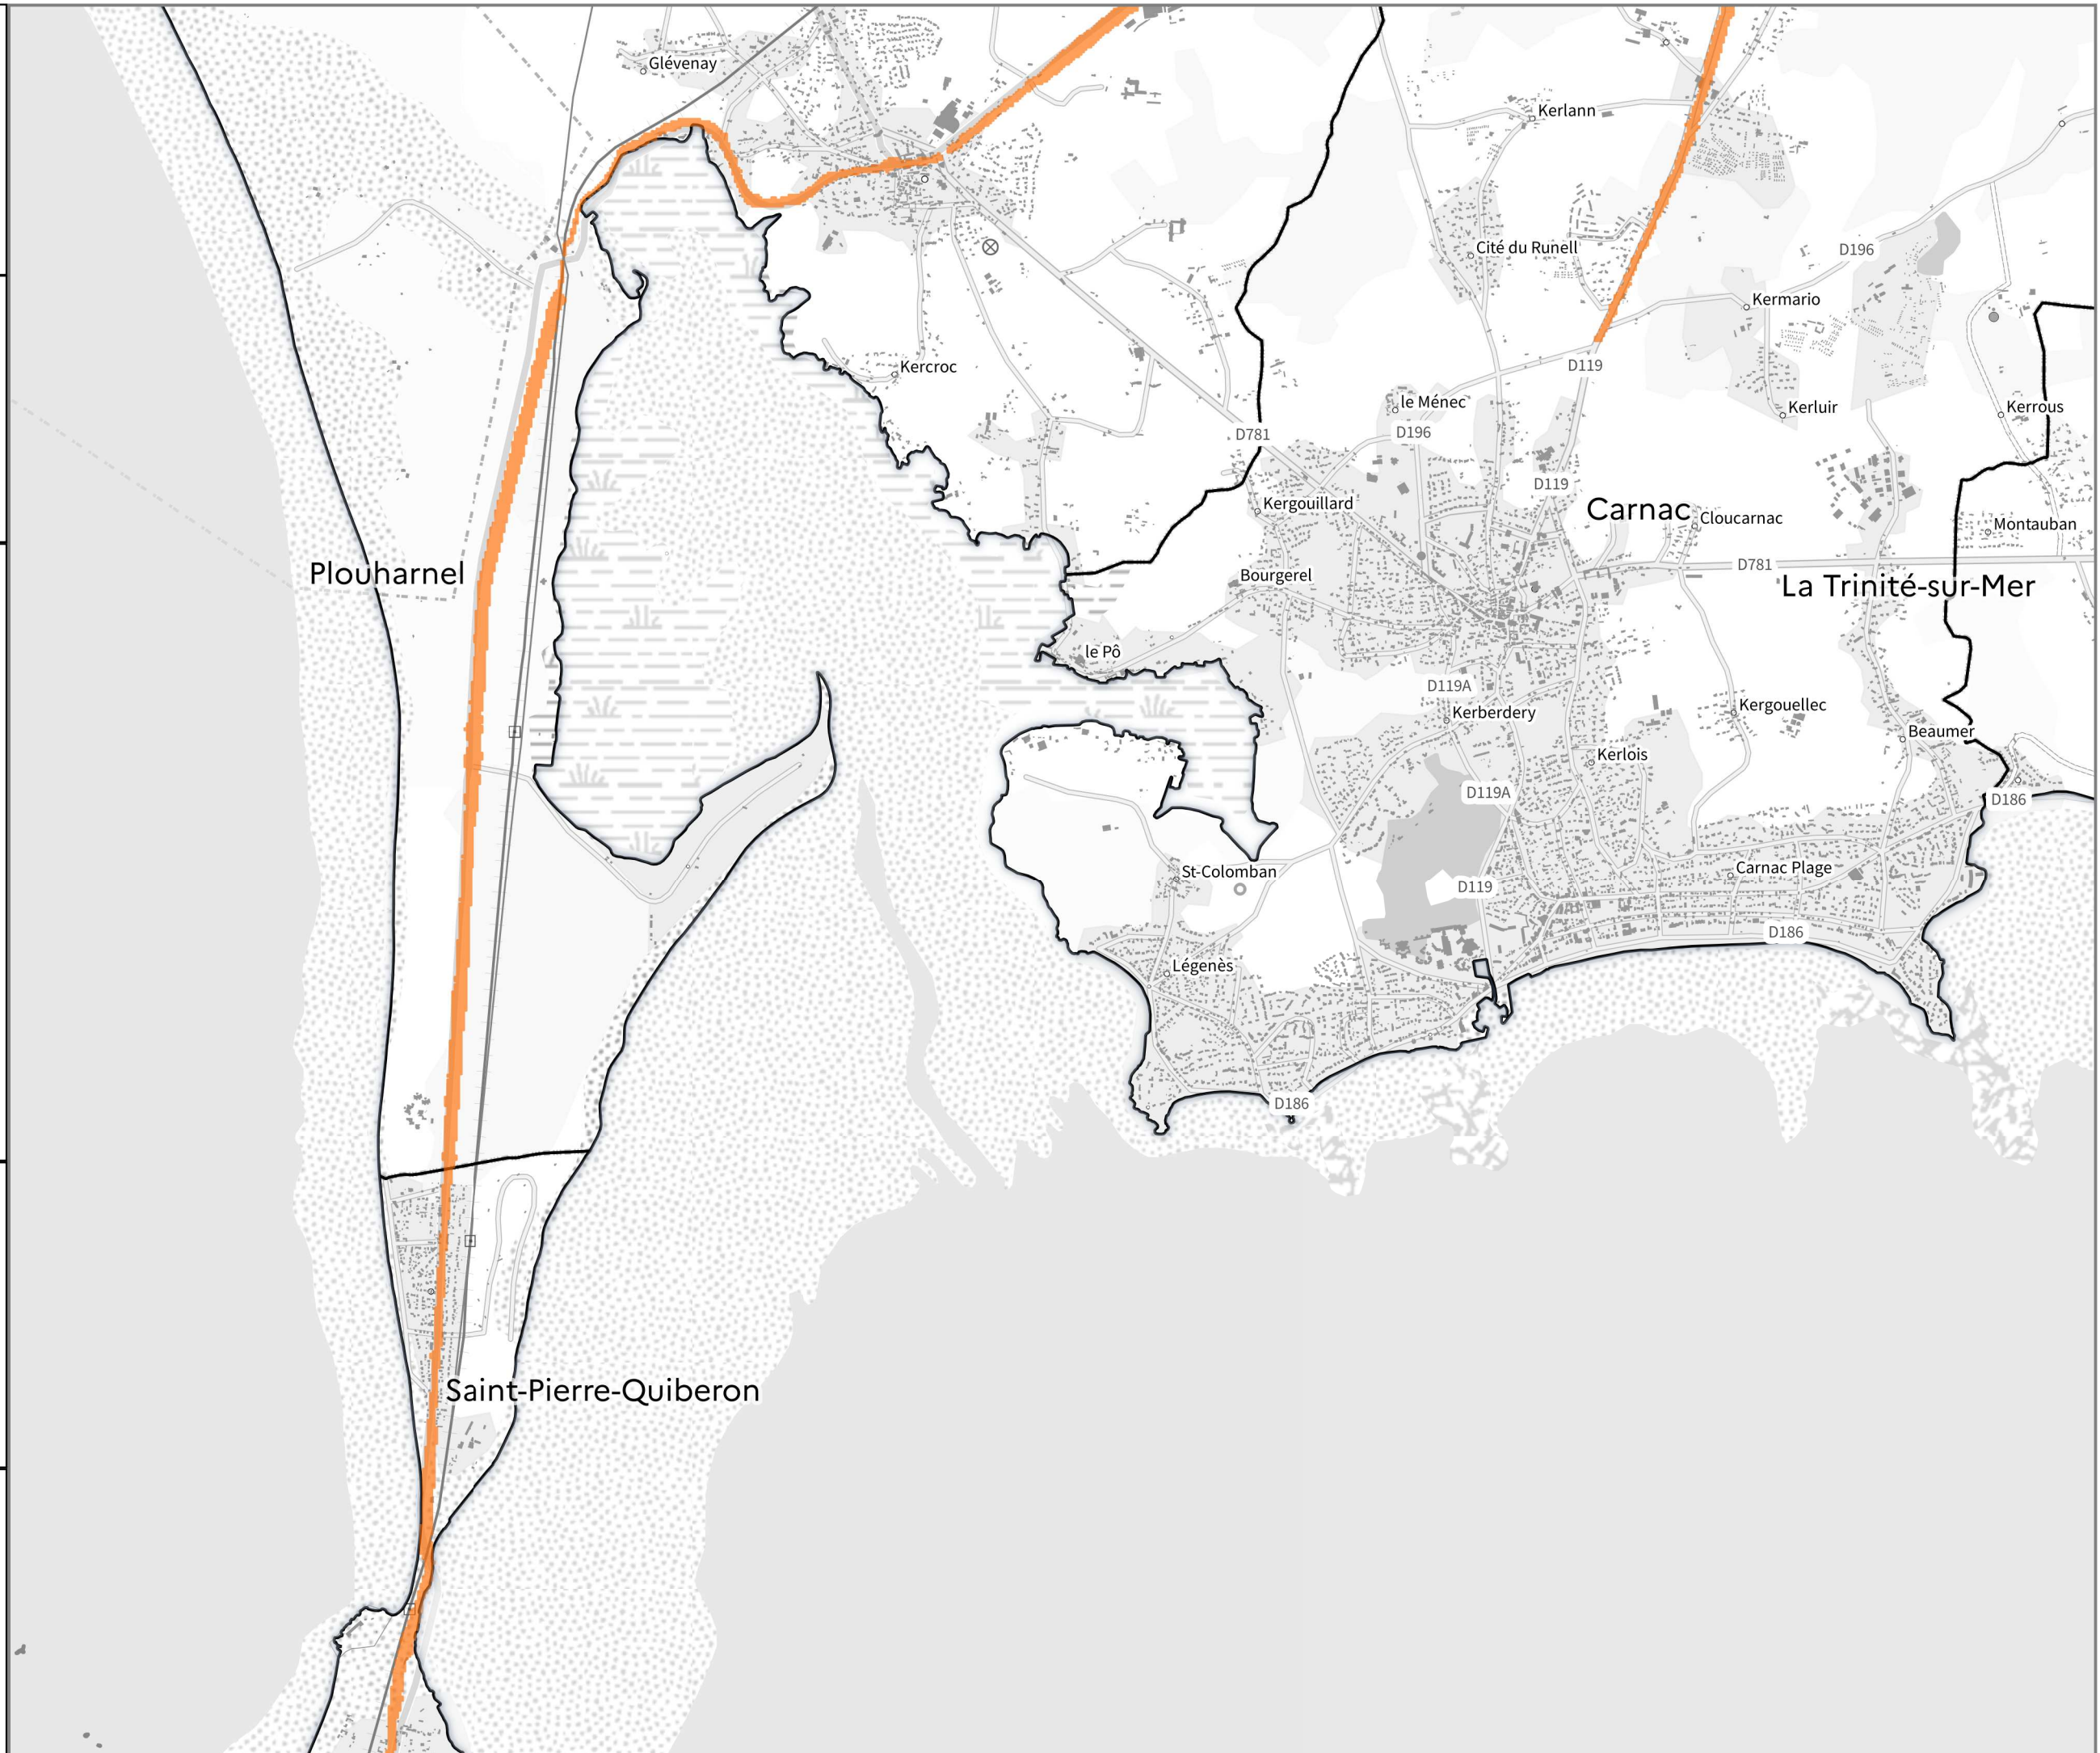 Glévenay
Kerlann
Cité du Runell
D196
Kermario
Kercroc
D119
le Ménec
Kerluir
Kerrous
D781
D196
D119
Kergouillard
Carnac
Cloucarnac
Montauban
Plouharnel
Bourgerel
D781
La Trinité-sur-Mer
le Pô
D119A
Kerberdery
Kergouellec
Beaumer
Kerlois
D119A
D186
St-Colomban
Carnac Plage
D119
D186
Légenès
D186
Saint-Pierre-Quiberon